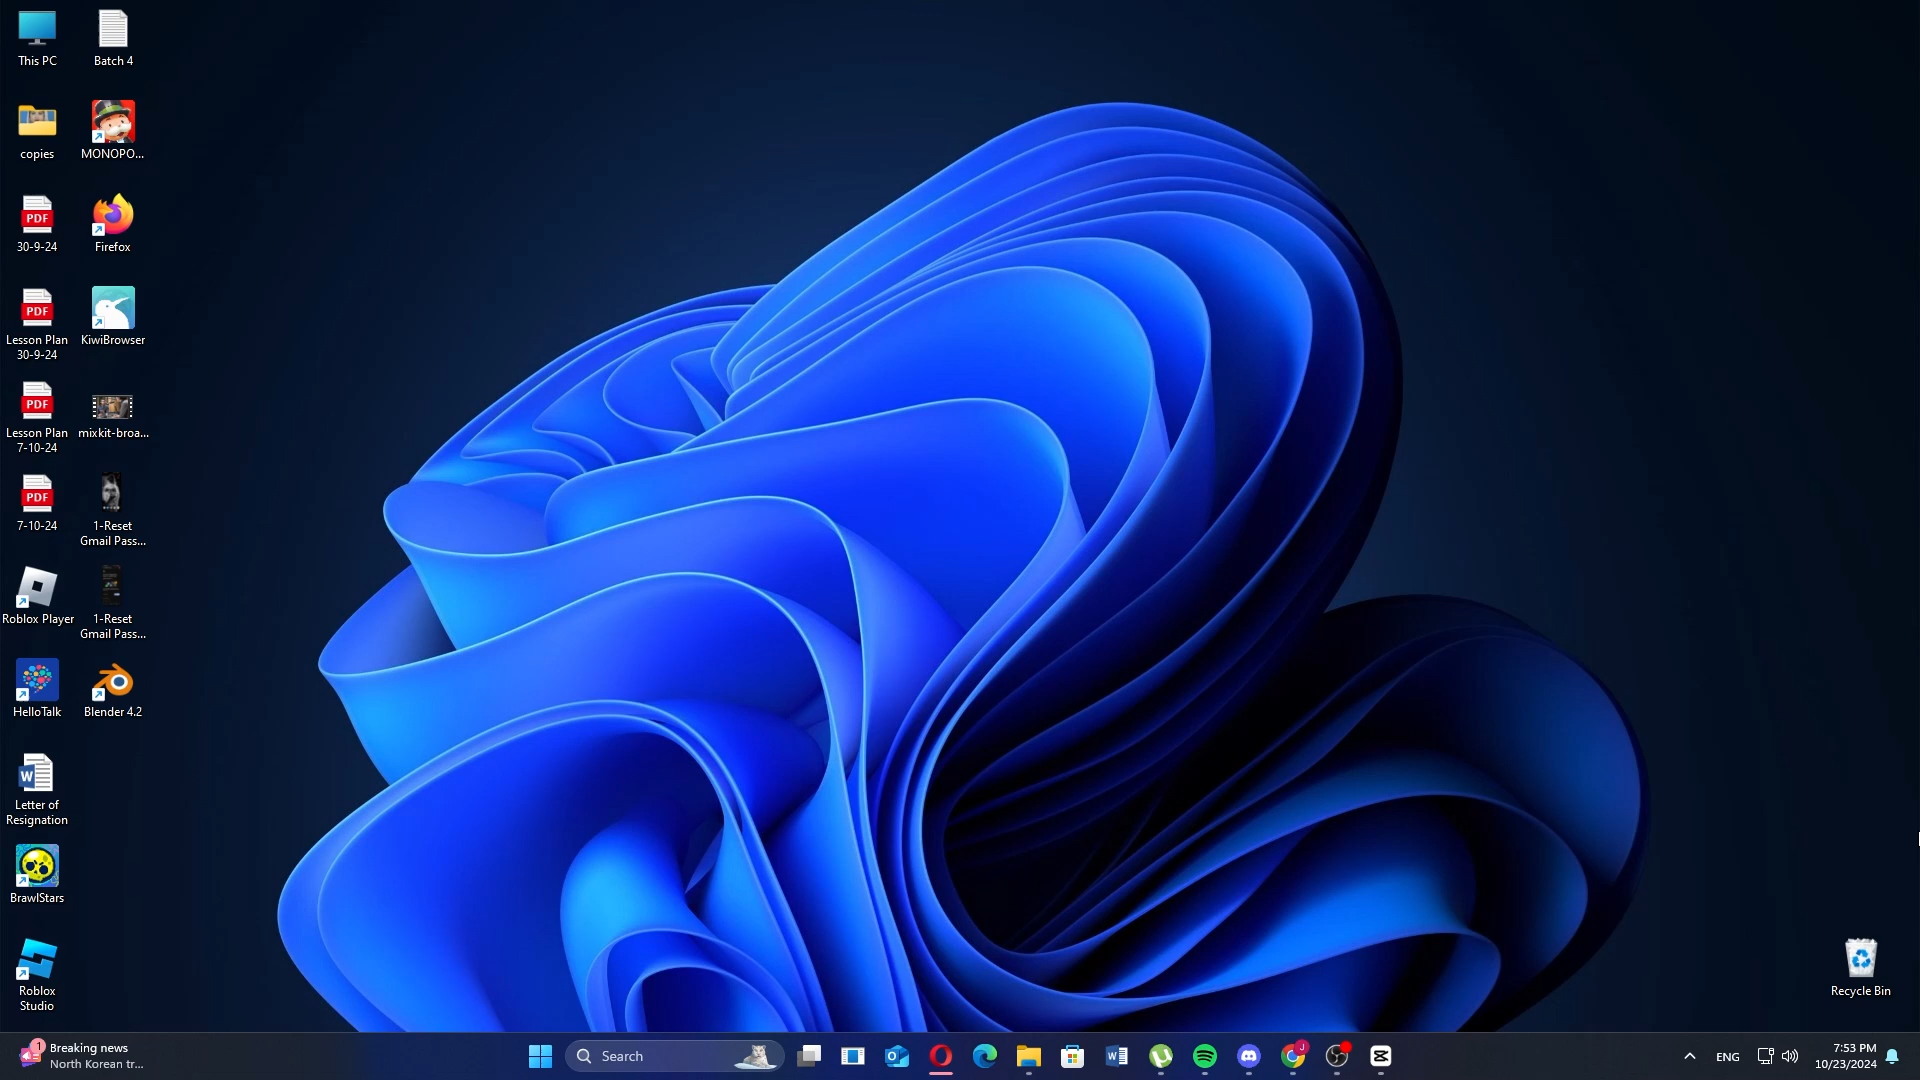 This PC
Batch 4
copies
MONOPO...
PDF
30-9-24
Firefox
PDF
Lesson Plan
30-9-24
KiwiBrowser
PDF
Lesson Plan
7-10-24
mixkit-broa...
PDF
7-10-24
1-Reset
Gmail Pass...
Roblox Player
1-Reset
Gmail Pass...
HelloTalk
Blender 4.2
W
Letter of
Resignation
BrawlStars
Roblox
Studio
Recycle Bin
1
Breaking news
North Korean tr...
Search
W
J
ENG
7:53 PM
10/23/2024